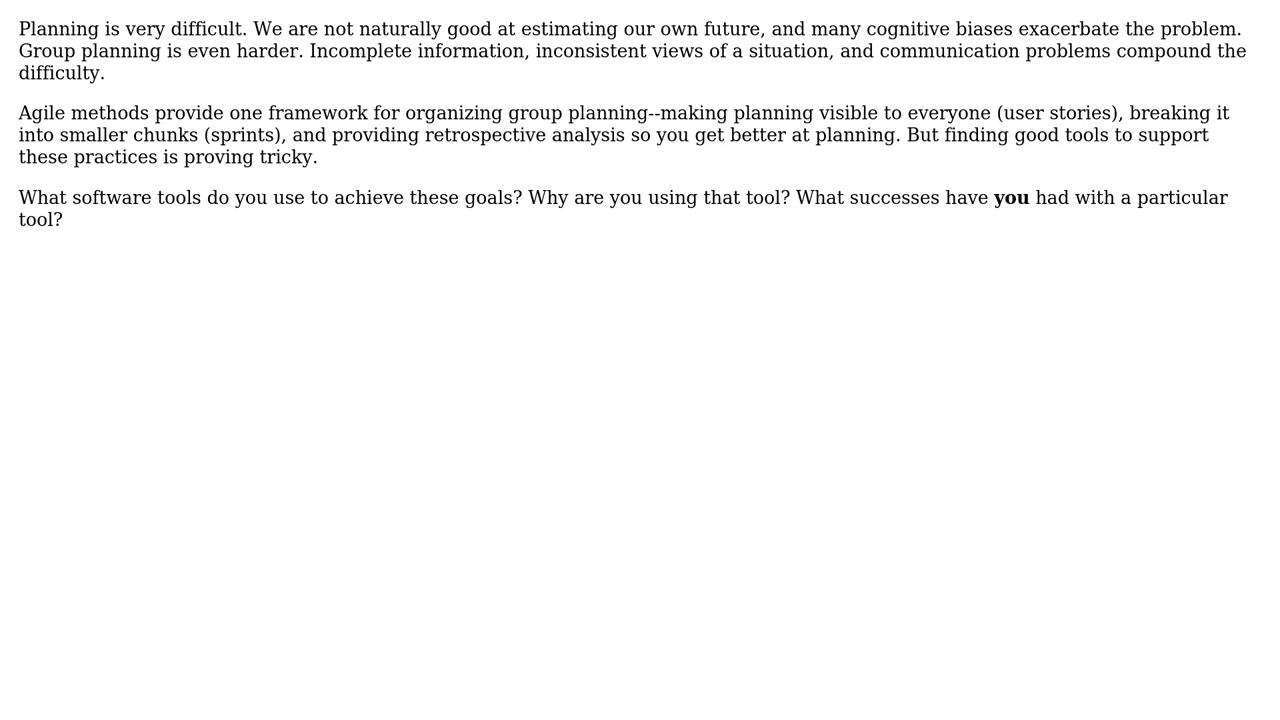 Planning is very difficult. We are not naturally good at estimating our own future, and many cognitive biases exacerbate the problem.
Group planning is even harder. Incomplete information, inconsistent views of a situation, and communication problems compound the
difficulty.
Agile methods provide one framework for organizing group planning--making planning visible to everyone (user stories), breaking it
into smaller chunks (sprints), and providing retrospective analysis so you get better at planning. But finding good tools to support
these practices is proving tricky.
What software tools do you use to achieve these goals? Why are you using that tool? What successes have you had with a particular
tool?